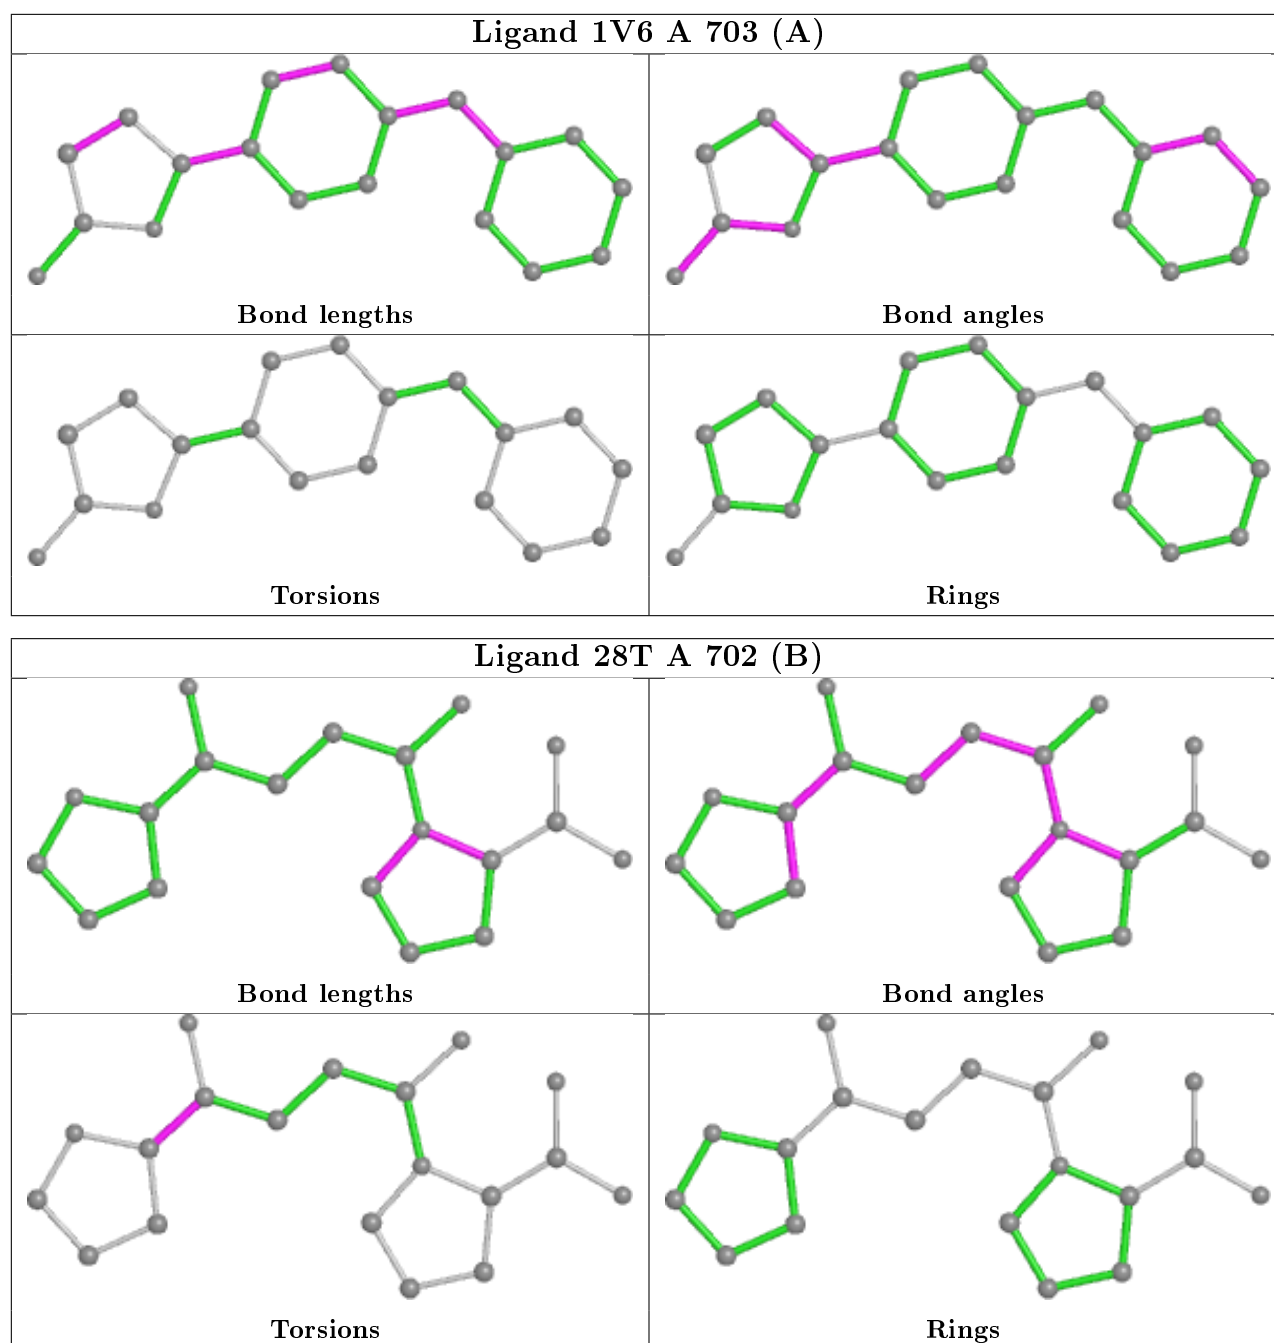 Ligand 1V6 A 703 (A)
Bond lengths
Bond angles
Torsions
Rings
Ligand 28T A 702 (B)
Bond lengths
Bond angles
Torsions
Rings